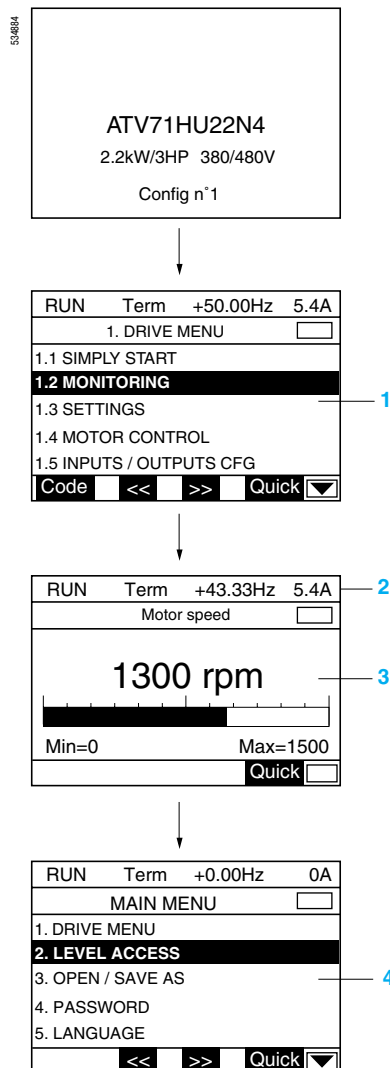 534884
ATV71HU22N4
2.2kW/3HP 380/480V
Config n°1
RUN Term +50.00Hz 5.4A
1. DRIVE MENU
1.1 SIMPLY START
1.2 MONITORING
1.3 SETTINGS
1.4 MOTOR CONTROL
1.5 INPUTS / OUTPUTS CFG
Code << >> Quick
1
RUN Term +43.33Hz 5.4A
2
Motor speed
1300 rpm
3
Min=0 Max=1500
Quick
RUN Term +0.00Hz 0A
MAIN MENU
1. DRIVE MENU
2. LEVEL ACCESS
3. OPEN / SAVE AS
4
4. PASSWORD
5. LANGUAGE
<< >> Quick